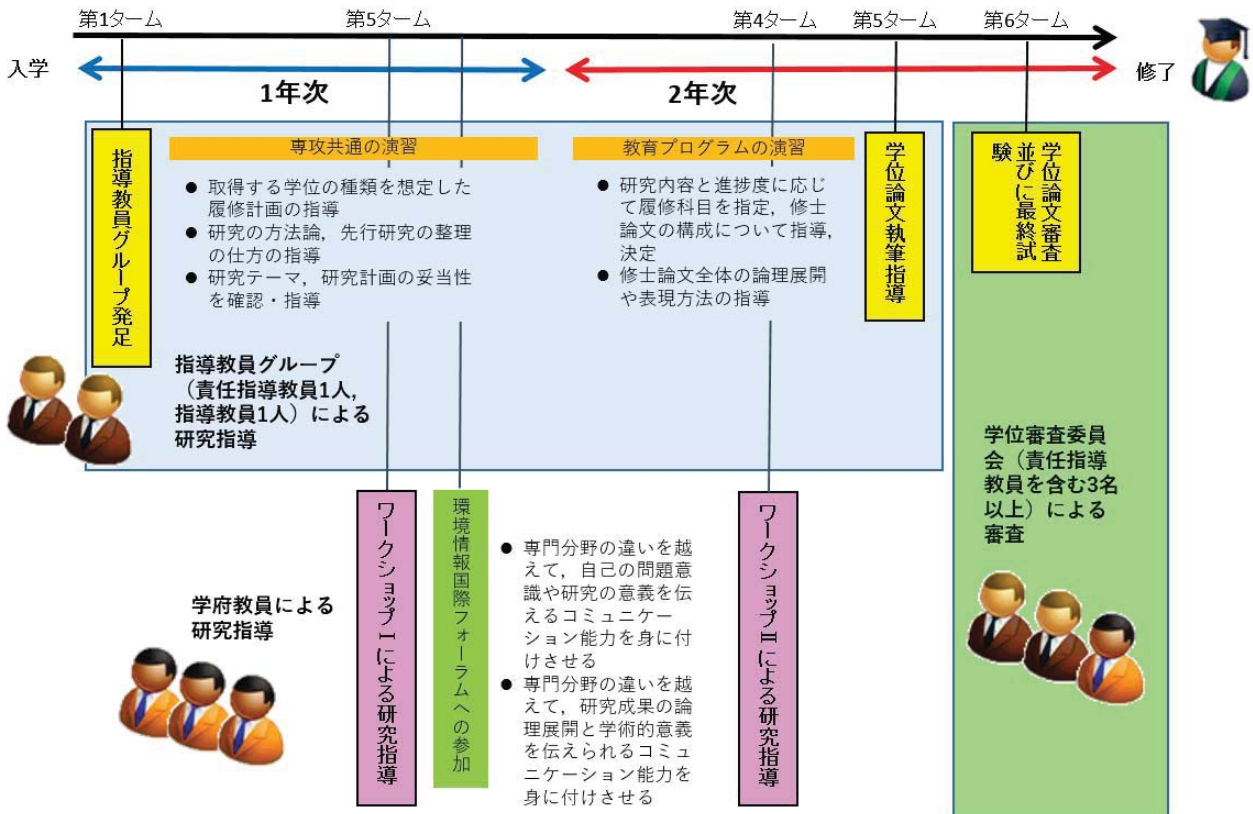 第1ターム
第5ターム
第4ターム
第5ターム
第6ターム
入学
修了
1年次
2年次
指導教員グループ発足
専攻共通の演習
● 取得する学位の種類を想定した
履修計画の指導
● 研究の方法論，先行研究の整理
の仕方の指導
● 研究テーマ，研究計画の妥当性
を確認・指導
教育プログラムの演習
● 研究内容と進捗度に応じ
て履修科目を指定，修士
論文の構成について指導，
決定
● 修士論文全体の論理展開
や表現方法の指導
学位論文執筆指導
学位論文審査
並びに最終試
験
指導教員グループ
（責任指導教員1人，
指導教員1人）による
研究指導
学位審査委員
会（責任指導
教員を含む3名
以上）による
審査
学府教員による
研究指導
ワークショップⅠによる研究指導
環境情報国際フォーラムへの参加
● 専門分野の違いを越
えて，自己の問題意
識や研究の意義を伝
えるコミュニケー
ション能力を身に付
けさせる
● 専門分野の違いを越
えて，研究成果の論
理展開と学術的意義
を伝えられるコミュ
ニケーション能力を
身に付けさせる
ワークショップⅡによる研究指導